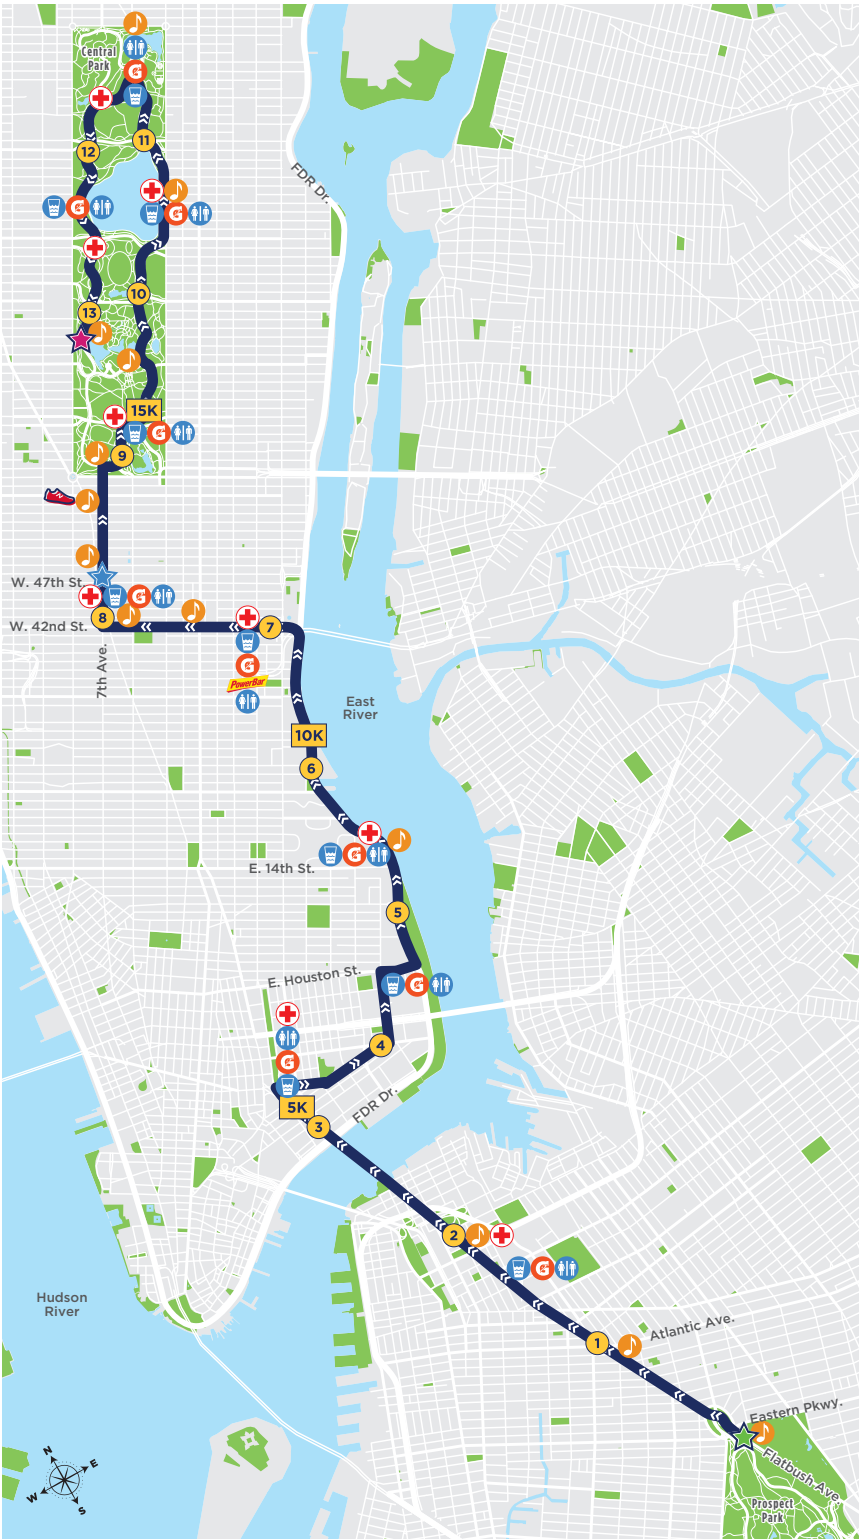 Central
Park
G
11
12
G
G
FDR Dr.
10
13
15K
G
9
W. 47th St.
G
8
W. 42nd St.
7
7th Ave.
G
PowerBar
East
River
10K
6
G
E. 14th St.
5
E. Houston St.
G
4
G
5K
FDR Dr.
3
2
G
Hudson
River
1
Atlantic Ave.
Eastern Pkwy.
Flatbush Ave.
N
E
W
S
Prospect
Park